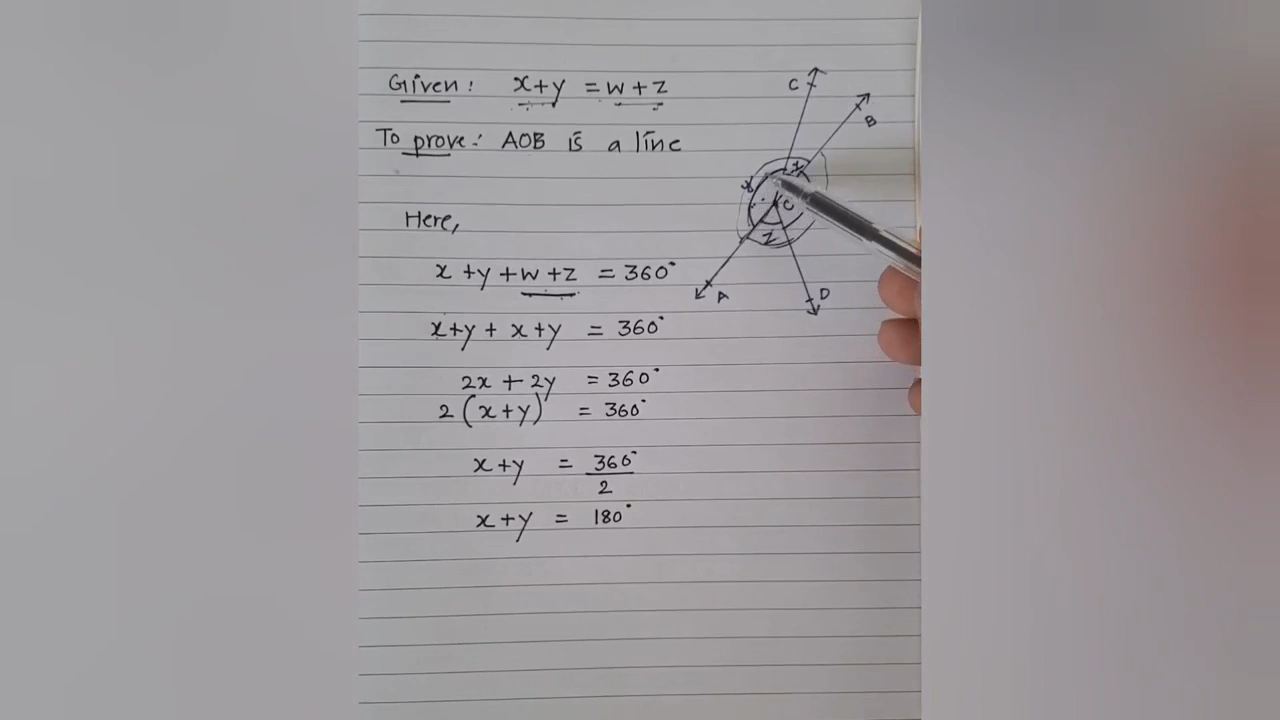 Given: x+y = w+z
To prove: AOB is a line
Here,
x+y+w+z = 360°
x+y + x+y = 360°
2x + 2y = 360°
2(x+y) = 360°
x+y = 360°
2
x+y = 180°
C
B
x
y
O
z
A
D